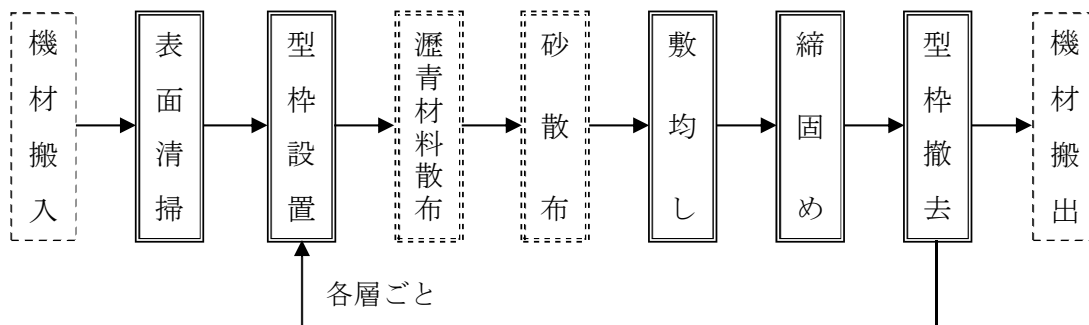 機材搬入
表面清掃
型枠設置
瀝青材料散布
砂散布
敷均し
締固め
型枠撤去
機材搬出
各層ごと